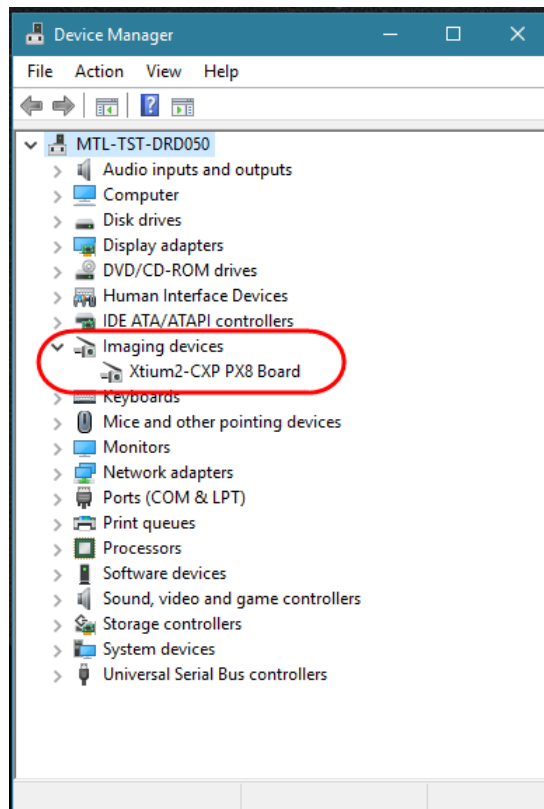 Device Manager
File Action View Help
MTL-TST-DRD050
Audio inputs and outputs
Computer
Disk drives
Display adapters
DVD/CD-ROM drives
Human Interface Devices
IDE ATA/ATAPI controllers
Imaging devices
Xtium2-CXP PX8 Board
Keyboards
Mice and other pointing devices
Monitors
Network adapters
Ports (COM & LPT)
Print queues
Processors
Software devices
Sound, video and game controllers
Storage controllers
System devices
Universal Serial Bus controllers